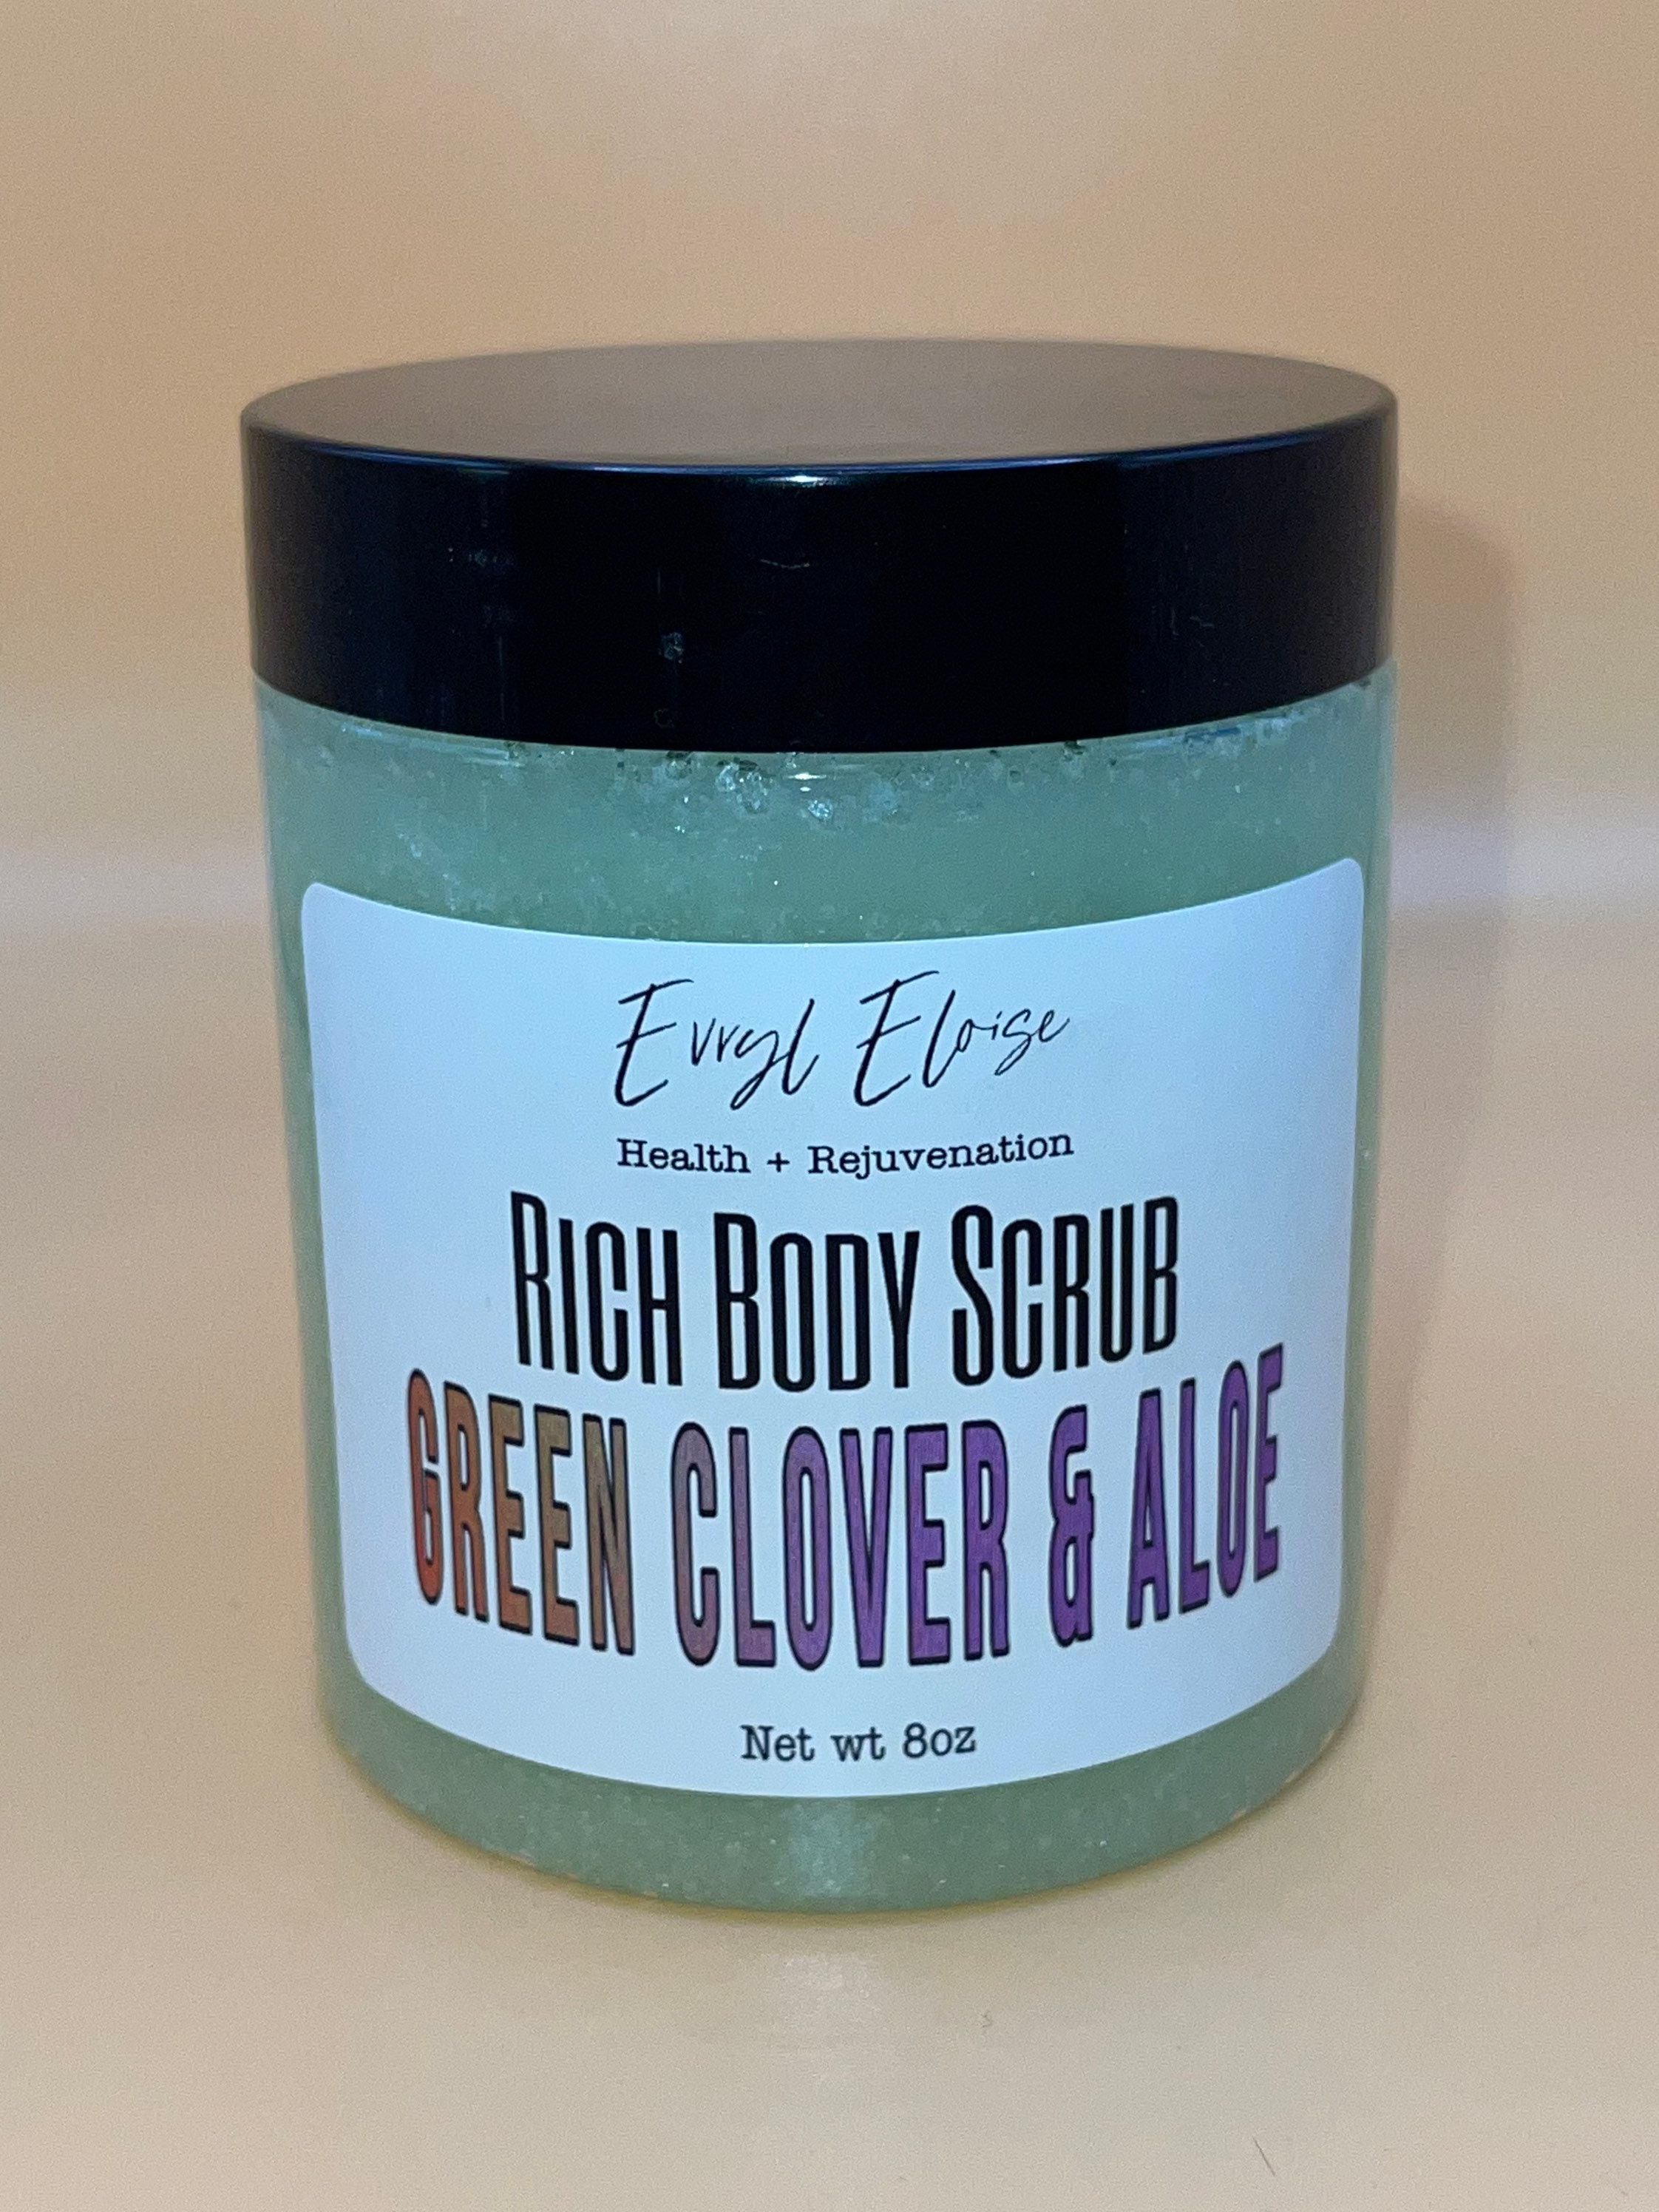 Evryl Eloise
Health + Rejuvenation
RICH BODY SCRUB
GREEN CLOVER & ALOE
Net wt 8oz